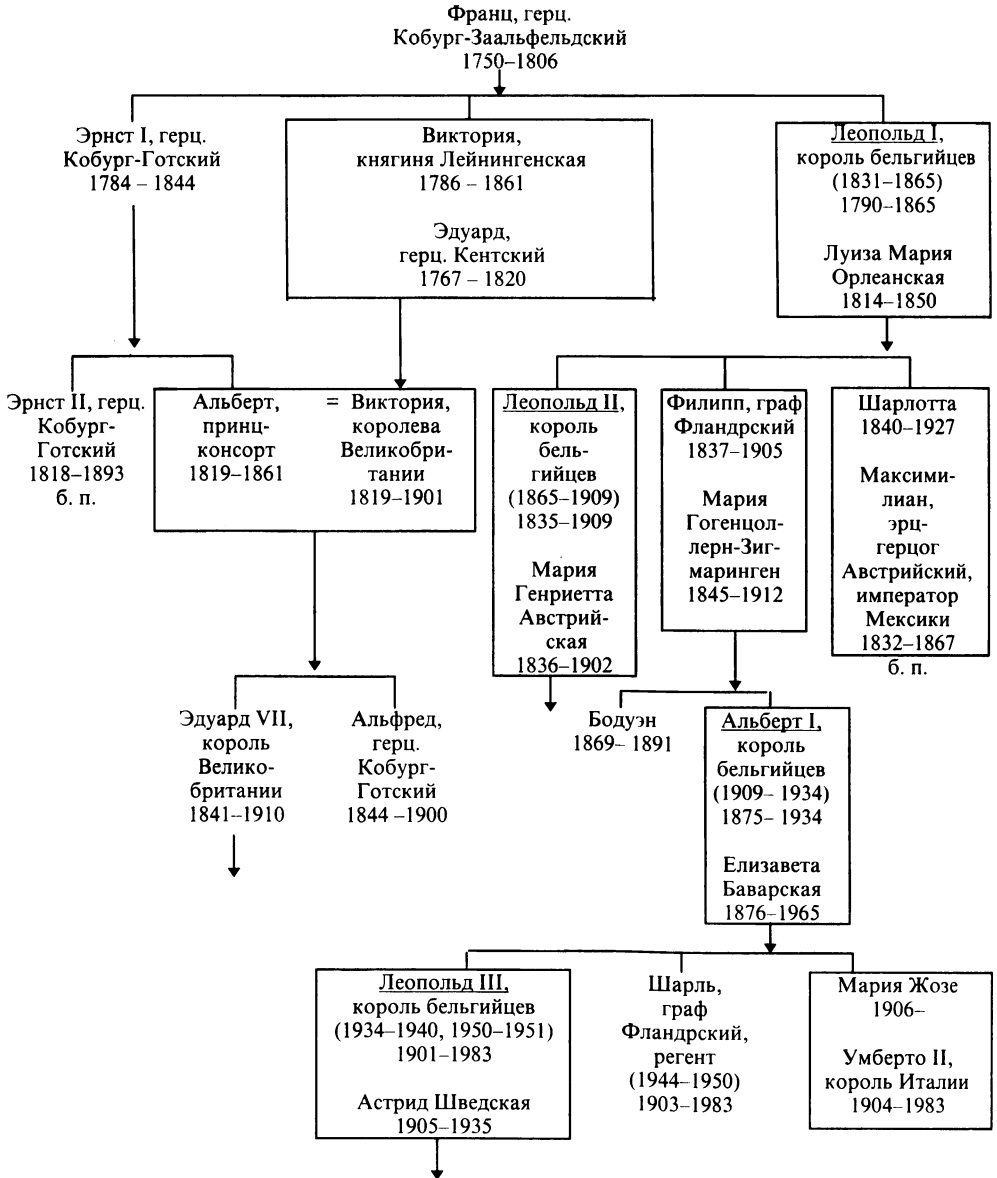 Франц, герц.
Кобург-Заальфельдский
1750–1806
Эрнст I, герц.
Кобург-Готский
1784 – 1844
Виктория,
княгиня Лейнингенская
1786 – 1861
Эдуард,
герц. Кентский
1767 – 1820
Леопольд I,
король бельгийцев
(1831–1865)
1790–1865
Луиза Мария
Орлеанская
1814–1850
Эрнст II, герц.
Кобург-
Готский
1818–1893
б. п.
Альберт,
принц-
консорт
1819–1861
= Виктория,
королева
Великобри-
тании
1819–1901
Леопольд II,
король
бель-
гийцев
(1865–1909)
1835–1909
Мария
Генриетта
Австрий-
ская
1836–1902
Филипп, граф
Фландрский
1837–1905
Мария
Гогенцол-
лерн-Зиг-
маринген
1845–1912
Шарлотта
1840–1927
Максими-
лиан,
эрц-
герцог
Австрийский,
император
Мексики
1832–1867
б. п.
Эдуард VII,
король
Велико-
британии
1841–1910
Альфред,
герц.
Кобург-
Готский
1844 –1900
Бодуэн
1869– 1891
Альберт I,
король
бельгийцев
(1909– 1934)
1875– 1934
Елизавета
Баварская
1876–1965
Леопольд III,
король бельгийцев
(1934–1940, 1950–1951)
1901–1983
Астрид Шведская
1905–1935
Шарль,
граф
Фландрский,
регент
(1944–1950)
1903–1983
Мария Жозе
1906–
Умберто II,
король Италии
1904–1983